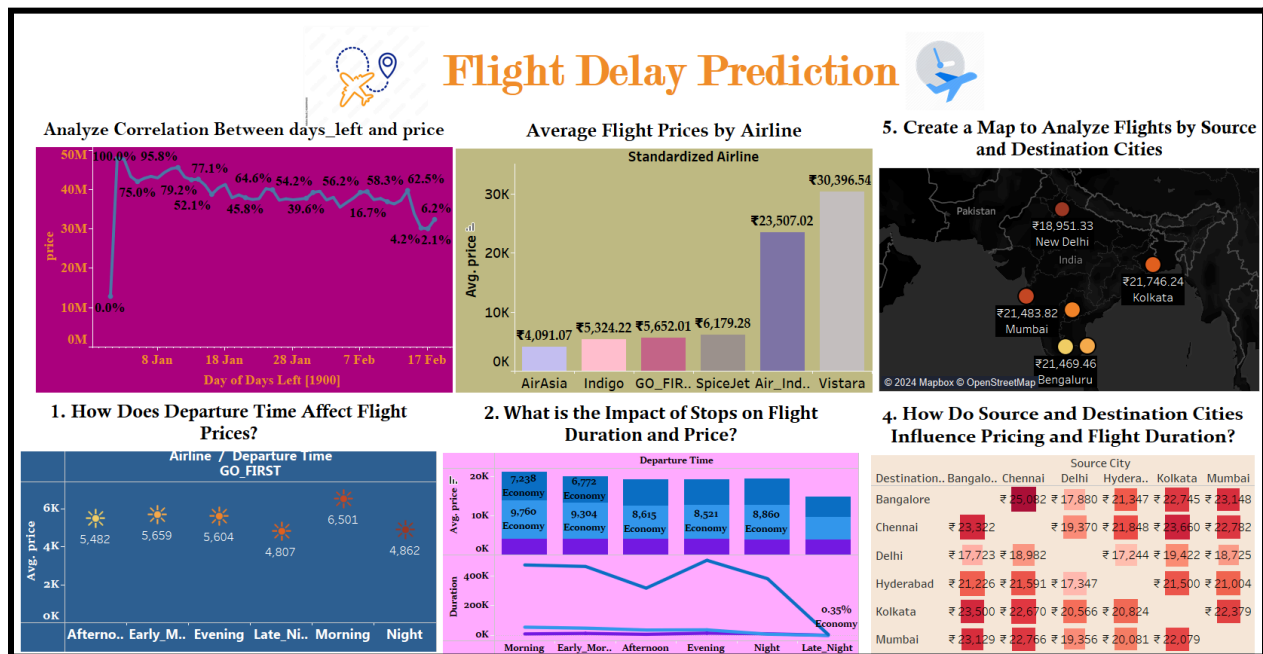 Flight Delay Prediction
Analyze Correlation Between days_left and price
50M
40M
30M
20M
10M
0M
price
100.0% 95.8%
77.1%
75.0%
79.2%
52.1%
64.6%
45.8%
54.2%
39.6%
56.2%
16.7%
58.3%
62.5%
6.2%
4.2% 2.1%
0.0%
8 Jan
18 Jan
28 Jan
7 Feb
17 Feb
Day of Days Left [1900]
Average Flight Prices by Airline
Standardized Airline
30K
20K
10K
0K
Avg. price
₹4,091.07
₹5,324.22
₹5,652.01
₹6,179.28
₹23,507.02
₹30,396.54
AirAsia
Indigo
GO_FIR..
SpiceJet
Air_Ind..
Vistara
5. Create a Map to Analyze Flights by Source
and Destination Cities
Pakistan
₹18,951.33
New Delhi
India
₹21,746.24
Kolkata
₹21,483.82
Mumbai
₹21,469.46
Bengaluru
© 2024 Mapbox © OpenStreetMap
1. How Does Departure Time Affect Flight
Prices?
Airline / Departure Time
GO_FIRST
6K
4K
2K
0K
Avg. price
5,482
5,659
5,604
4,807
6,501
4,862
Afterno..
Early_M..
Evening
Late_Ni..
Morning
Night
2. What is the Impact of Stops on Flight
Duration and Price?
Departure Time
20K
10K
0K
Avg. price
7,238
Economy
6,772
Economy
9,760
Economy
9,304
Economy
8,615
Economy
8,521
Economy
8,860
Economy
400K
200K
0K
Duration
0.35%
Economy
Morning
Early_Mor..
Afternoon
Evening
Night
Late_Night
4. How Do Source and Destination Cities
Influence Pricing and Flight Duration?
Source City
Destination.. Bangalo.. Chennai Delhi Hydera.. Kolkata Mumbai
Bangalore ₹ 25,082 ₹ 17,880 ₹ 21,347 ₹ 22,745 ₹ 23,148
Chennai ₹ 23,322 ₹ 19,370 ₹ 21,848 ₹ 23,660 ₹ 22,782
Delhi ₹ 17,723 ₹ 18,982 ₹ 17,244 ₹ 19,422 ₹ 18,725
Hyderabad ₹ 21,226 ₹ 21,591 ₹ 17,347 ₹ 21,500 ₹ 21,004
Kolkata ₹ 23,500 ₹ 22,670 ₹ 20,566 ₹ 20,824 ₹ 22,379
Mumbai ₹ 23,129 ₹ 22,766 ₹ 19,356 ₹ 20,081 ₹ 22,079